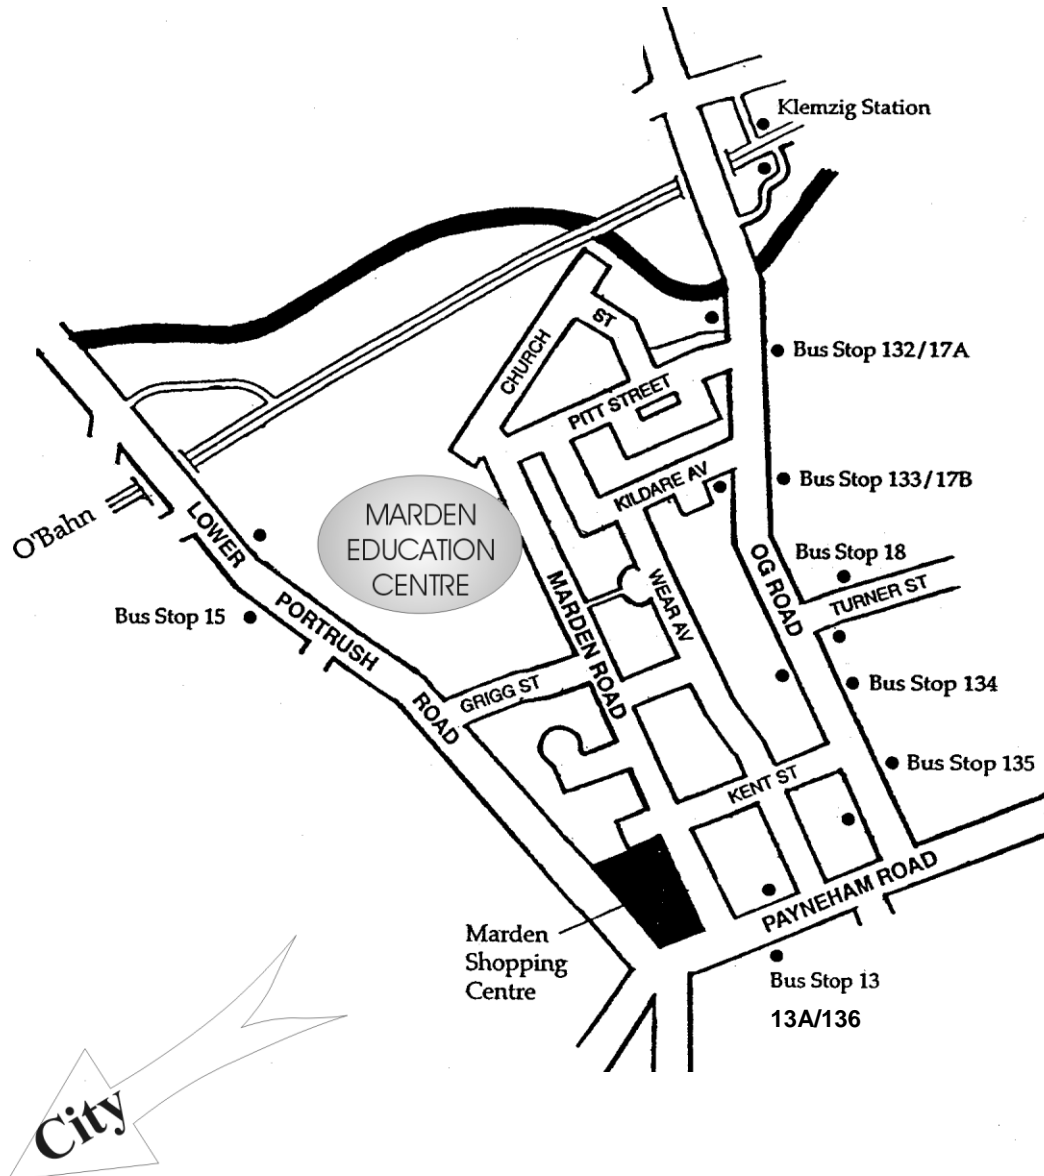 Klemzig Station
CHURCH
ST
Bus Stop 132/17A
PITT STREET
KILDARE AV
Bus Stop 133/17B
O'Bahn
LOWER
PORTRUSH
ROAD
MARDEN
EDUCATION
CENTRE
Bus Stop 18
TURNER ST
OG ROAD
WEAR AV
MARDEN ROAD
Bus Stop 15
GRIGG ST
Bus Stop 134
Bus Stop 135
KENT ST
PAYNEHAM ROAD
Marden
Shopping
Centre
Bus Stop 13
13A/136
City